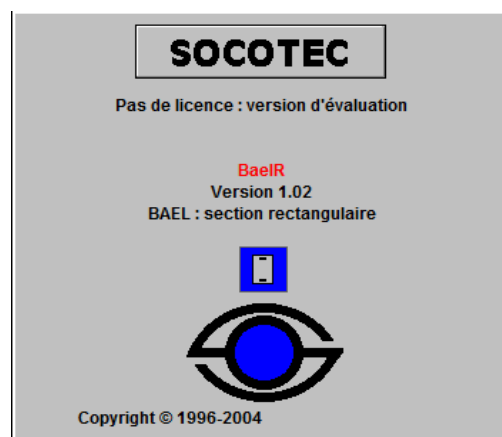 SOCOTEC
Pas de licence : version d'évaluation
BaelR
Version 1.02
BAEL : section rectangulaire
Copyright © 1996-2004